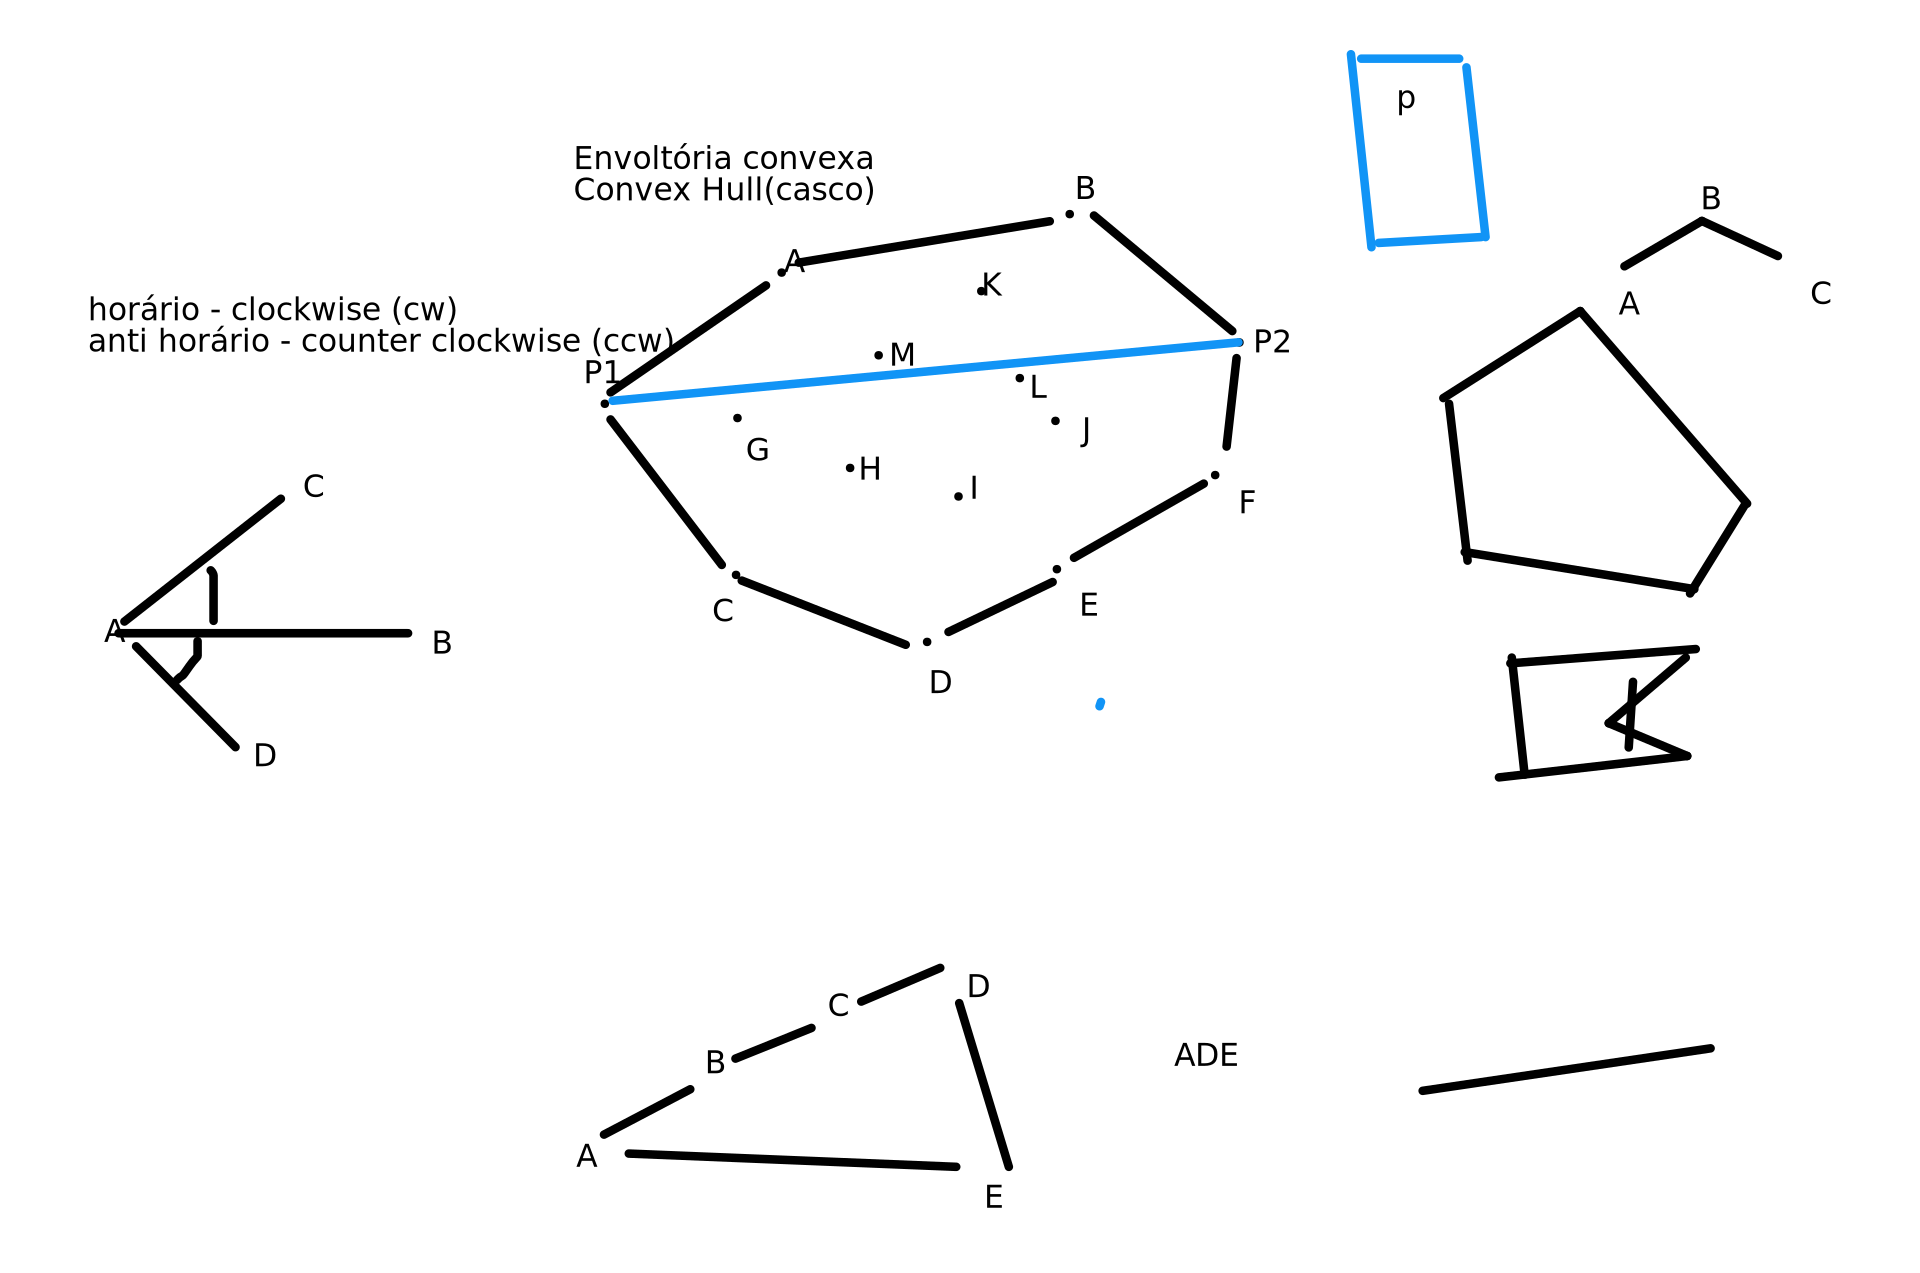 p
Envoltória convexa
Convex Hull(casco)
B
B
A
K
A
C
horário - clockwise (cw)
anti horário - counter clockwise (ccw)
P2
M
P1
L
J
G
H
I
C
F
A
B
C
E
D
D
D
C
B
ADE
A
E